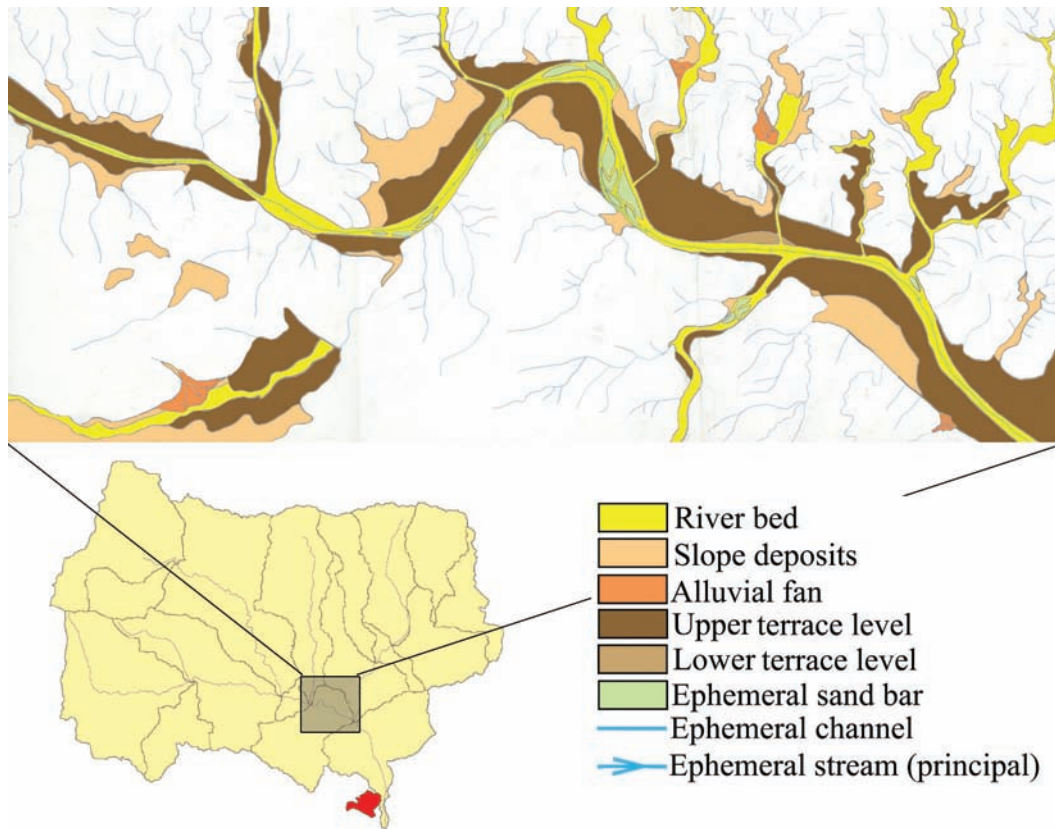 River bed
Slope deposits
Alluvial fan
Upper terrace level
Lower terrace level
Ephemeral sand bar
Ephemeral channel
Ephemeral stream (principal)